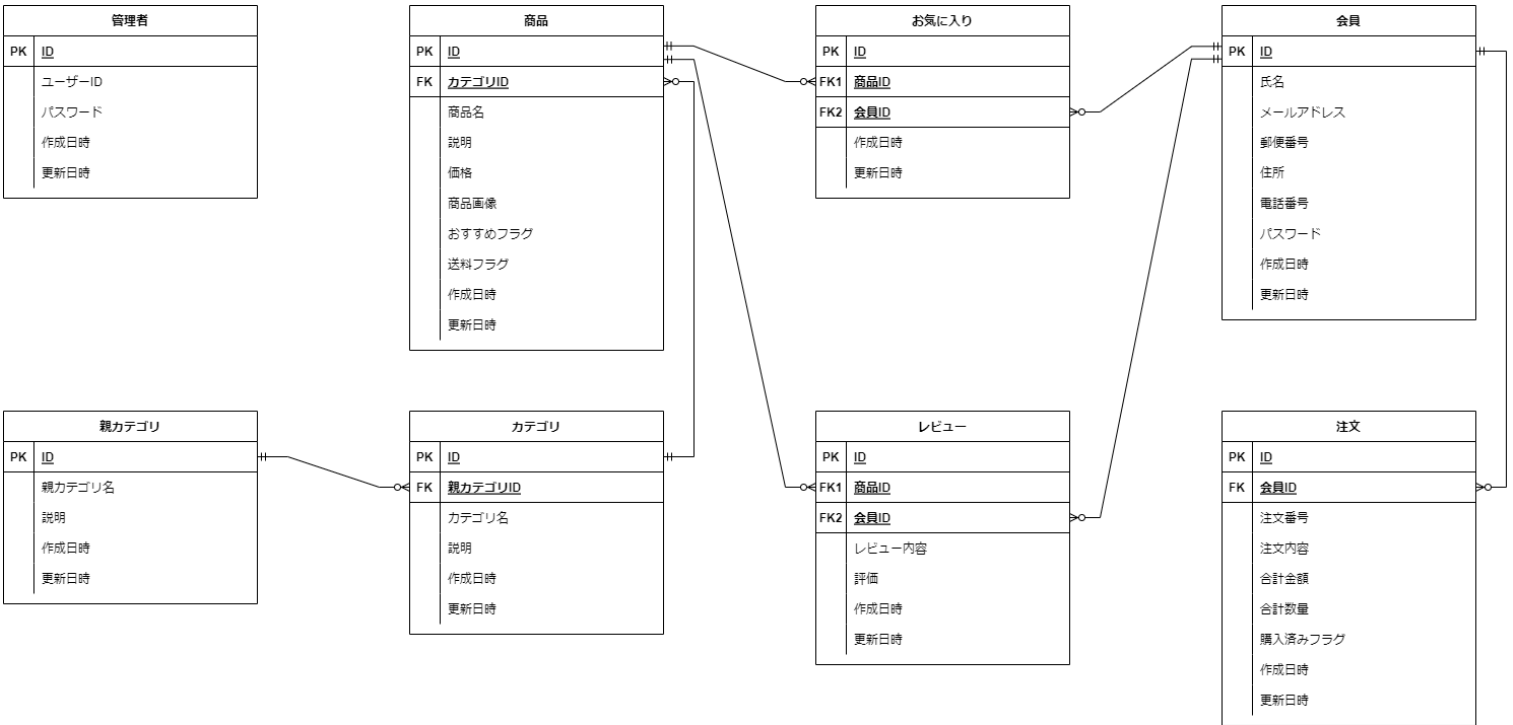 管理者
PK ID
ユーザーID
パスワード
作成日時
更新日時
商品
PK ID
FK カテゴリID
商品名
説明
価格
商品画像
おすすめフラグ
送料フラグ
作成日時
更新日時
お気に入り
PK ID
FK1 商品ID
FK2 会員ID
作成日時
更新日時
会員
PK ID
氏名
メールアドレス
郵便番号
住所
電話番号
パスワード
作成日時
更新日時
親カテゴリ
PK ID
親カテゴリ名
説明
作成日時
更新日時
カテゴリ
PK ID
FK 親カテゴリID
カテゴリ名
説明
作成日時
更新日時
レビュー
PK ID
FK1 商品ID
FK2 会員ID
レビュー内容
評価
作成日時
更新日時
注文
PK ID
FK 会員ID
注文番号
注文内容
合計金額
合計数量
購入済みフラグ
作成日時
更新日時